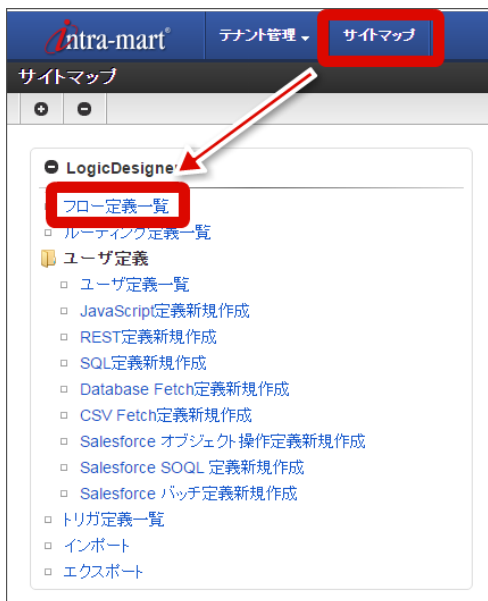 intra-mart®
テナント管理
サイトマップ
サイトマップ
LogicDesigner
フロー定義一覧
ルーティング定義一覧
ユーザ定義
ユーザ定義一覧
JavaScript定義新規作成
REST定義新規作成
SQL定義新規作成
Database Fetch定義新規作成
CSV Fetch定義新規作成
Salesforce オブジェクト操作定義新規作成
Salesforce SOQL 定義新規作成
Salesforce バッチ定義新規作成
トリガ定義一覧
インポート
エクスポート